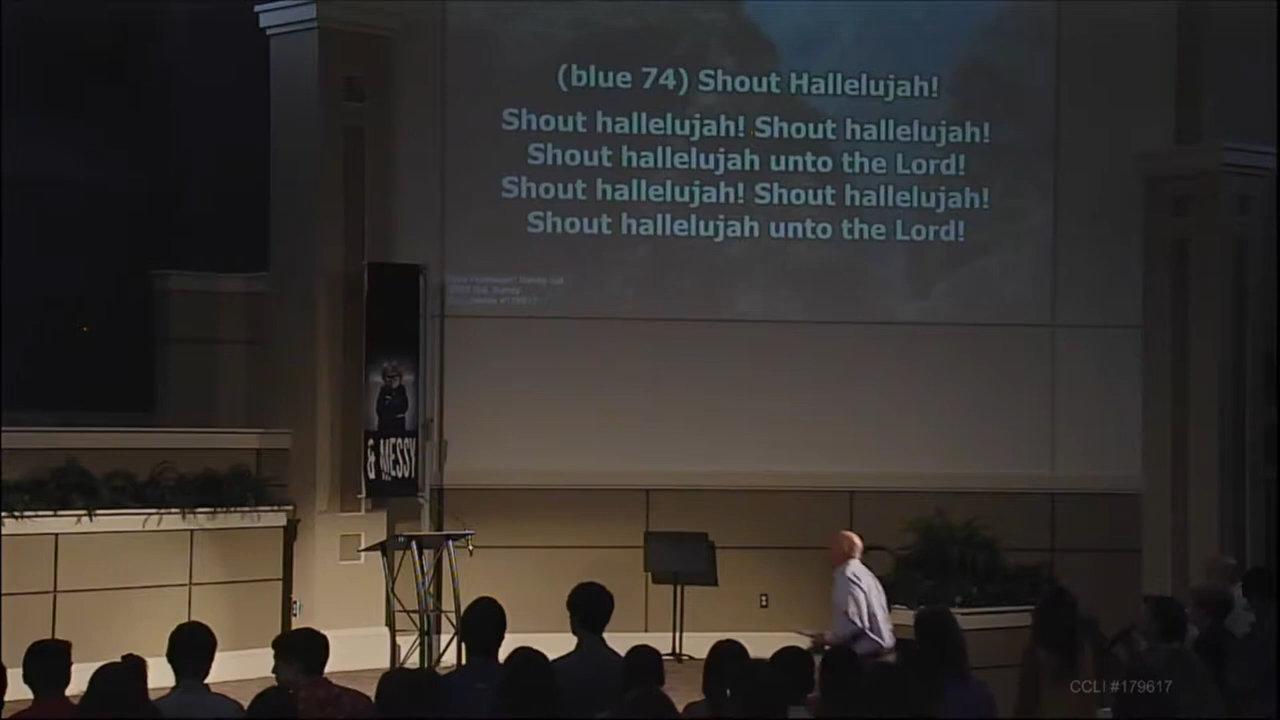 (blue 74) Shout Hallelujah!
Shout hallelujah! Shout hallelujah!
Shout hallelujah unto the Lord!
Shout hallelujah! Shout hallelujah!
Shout hallelujah unto the Lord!
& MESSY
CCLI #179617